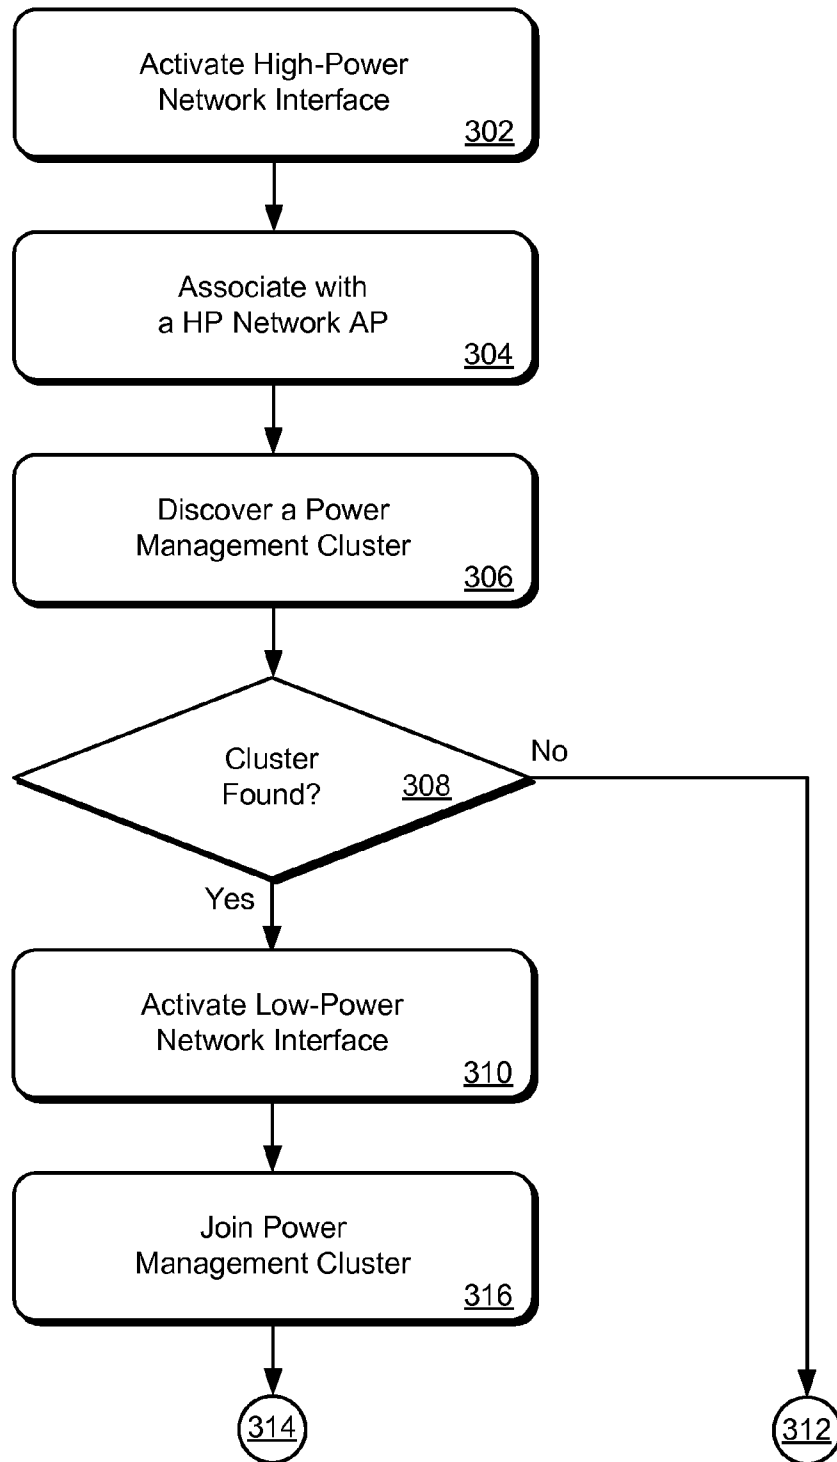 Activate High-Power
Network Interface
302
Associate with
a HP Network AP
304
Discover a Power
Management Cluster
306
Cluster
Found?
308
No
Yes
Activate Low-Power
Network Interface
310
Join Power
Management Cluster
316
314
312